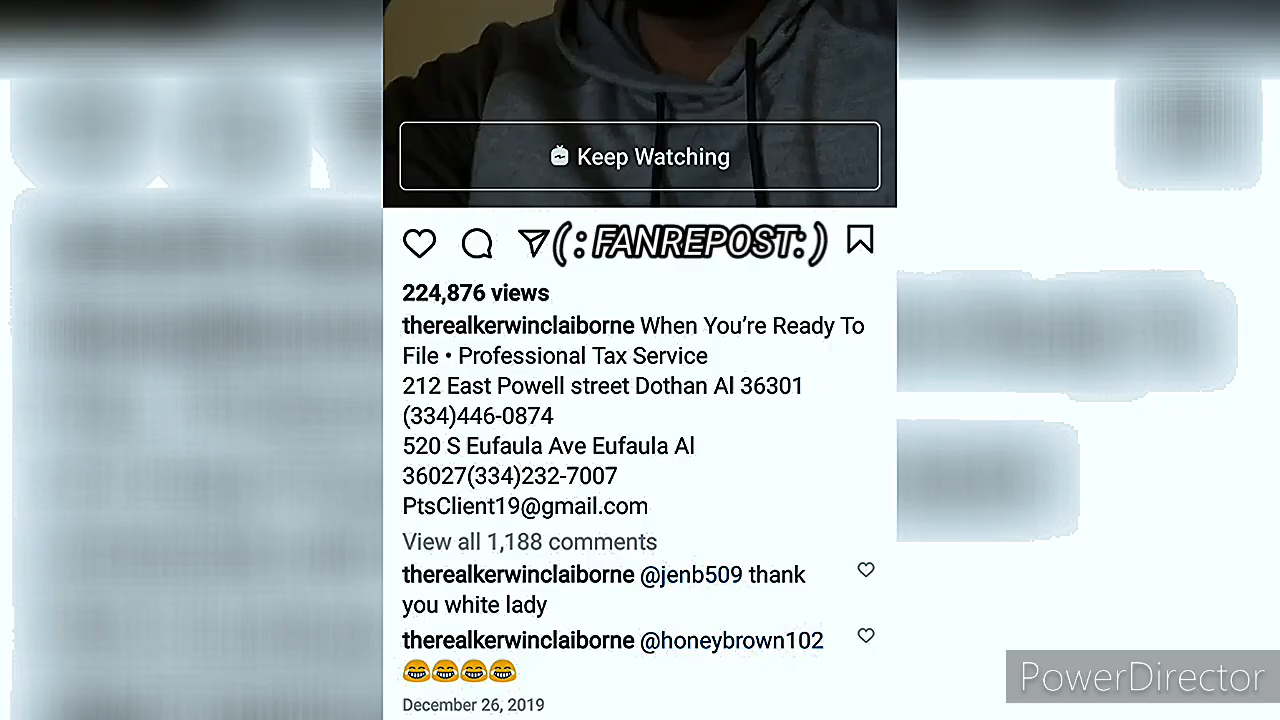 Keep Watching
(:FANREPOST:)
224,876 views
therealkerwinclaiborne When You’re Ready To
File • Professional Tax Service
212 East Powell street Dothan Al 36301
(334)446-0874
520 S Eufaula Ave Eufaula Al
36027(334)232-7007
PtsClient19@gmail.com
View all 1,188 comments
therealkerwinclaiborne @jenb509 thank
you white lady
therealkerwinclaiborne @honeybrown102
😂😂😂😂
December 26, 2019
PowerDirector